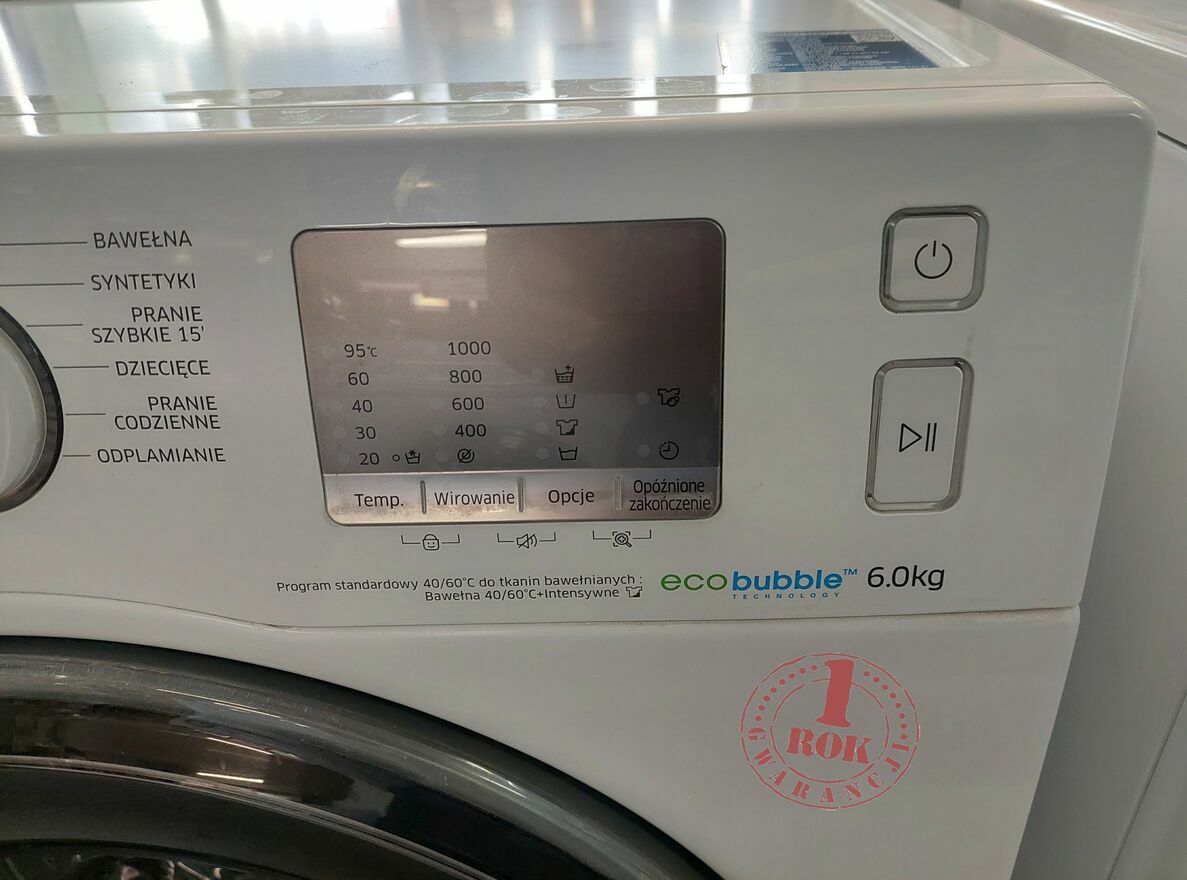 BAWEŁNA
SYNTETYKI
PRANIE
SZYBKIE 15'
DZIECIĘCE
PRANIE
CODZIENNE
ODPLAMIANIE
95°C 1000
60 800
40 600
30 400
20
Temp. Wirowanie Opcje Opóźnione
zakończenie
Program standardowy 40/60°C do tkanin bawełnianych :
Bawełna 40/60°C+Intensywne
ecobubble™ 6.0kg
TECHNOLOGY
1
ROK
GWARANCJI